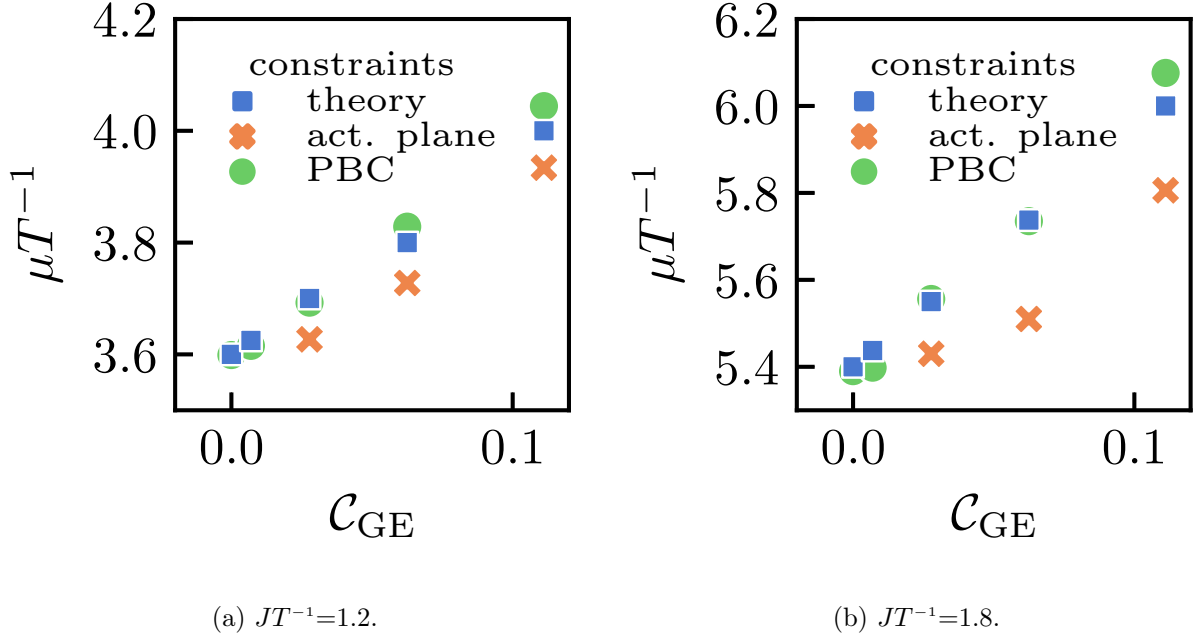 4.2
4.0
3.8
3.6
μT⁻¹
constraints
theory
act. plane
PBC
0.0
0.1
𝒞GE
(a) JT⁻¹=1.2.
6.2
6.0
5.8
5.6
5.4
μT⁻¹
constraints
theory
act. plane
PBC
0.0
0.1
𝒞GE
(b) JT⁻¹=1.8.